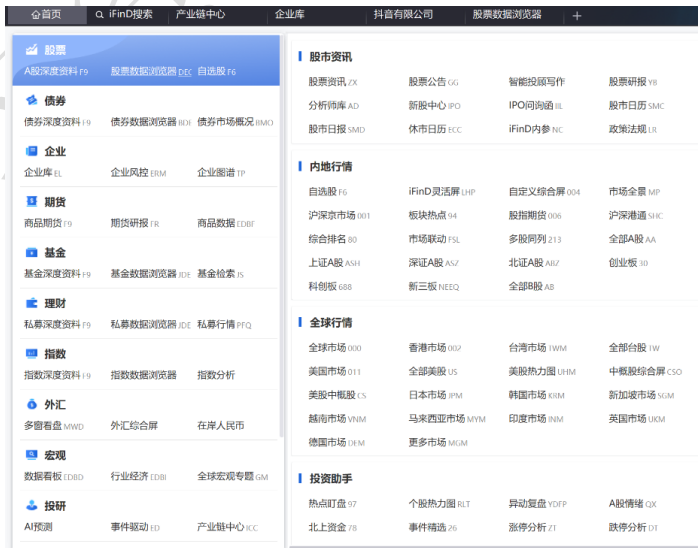 企首页 iFinD搜索 产业链中心 企业库 抖音有限公司 股票数据浏览器 +
股票
A股深度资料 F9 股票数据浏览器 DEC 自选股 F6
债券
债券深度资料 F9 债券数据浏览器 BDE 债券市场概况 BMO
企业
企业库 EL 企业风控 ERM 企业图谱 TP
期货
商品期货 F9 期货研报 FR 商品数据 EDBF
基金
基金深度资料 F9 基金数据浏览器 JDE 基金检索 JS
理财
私募深度资料 F9 私募数据浏览器 JDE 私募行情 PFQ
指数
指数深度资料 F9 指数数据浏览器 指数分析
外汇
多窗看盘 MWD 外汇综合屏 在岸人民币
宏观
数据看板 EDBD 行业经济 EDBI 全球宏观专题 GM
投研
AI预测 事件驱动 ED 产业链中心 ICC
股市资讯
股票资讯 ZX 股票公告 GG 智能投顾写作 股票研报 YB
分析师库 AD 新股中心 IPO IPO问询函 IIL 股市日历 SMC
股市日报 SMD 休市日历 ECC iFinD内参 NC 政策法规 LR
内地行情
自选股 F6 iFinD灵活屏 LHP 自定义综合屏 004 市场全景 MP
沪深京市场 001 板块热点 94 股指期货 006 沪深港通 SHC
综合排名 80 市场联动 FSL 多股同列 213 全部A股 AA
上证A股 ASH 深证A股 ASZ 北证A股 ABZ 创业板 30
科创板 688 新三板 NEEQ 全部B股 AB
全球行情
全球市场 000 香港市场 002 台湾市场 TWM 全部台股 TW
美国市场 011 全部美股 US 美股热力图 UHM 中概股综合屏 CSO
美股中概股 CS 日本市场 JPM 韩国市场 KRM 新加坡市场 SGM
越南市场 VNM 马来西亚市场 MYM 印度市场 INM 英国市场 UKM
德国市场 DEM 更多市场 MGM
投资助手
热点盯盘 97 个股热力图 RLT 异动复盘 YDFP A股情绪 QX
北上资金 78 事件精选 26 涨停分析 ZT 跌停分析 DT